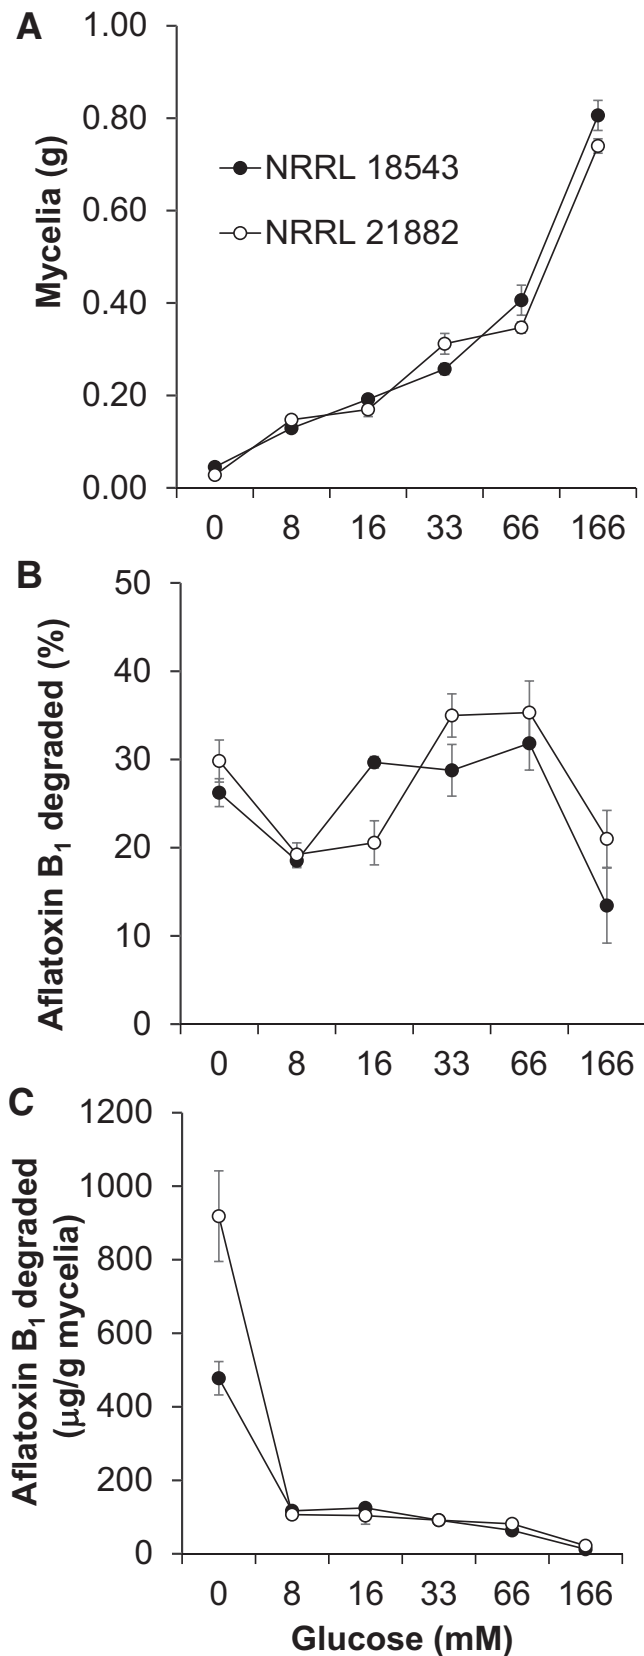 A
1.00
0.80
0.60
0.40
0.20
0.00
Mycelia (g)
NRRL 18543
NRRL 21882
0 8 16 33 66 166
B
50
40
30
20
10
0
Aflatoxin B₁ degraded (%)
0 8 16 33 66 166
C
1200
1000
800
600
400
200
0
Aflatoxin B₁ degraded
(µg/g mycelia)
0 8 16 33 66 166
Glucose (mM)